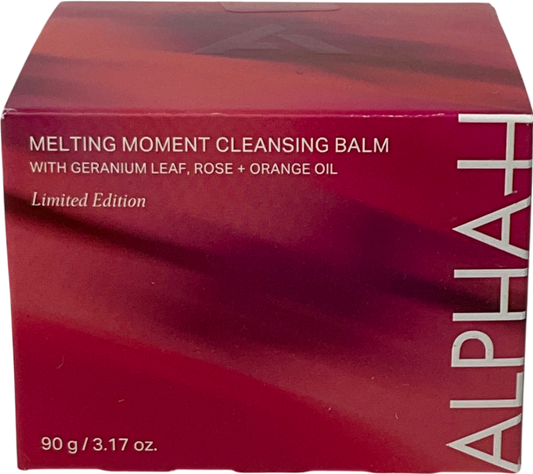 MELTING MOMENT CLEANSING BALM
WITH GERANIUM LEAF, ROSE + ORANGE OIL
Limited Edition
ALPHA-H
90 g / 3.17 oz.